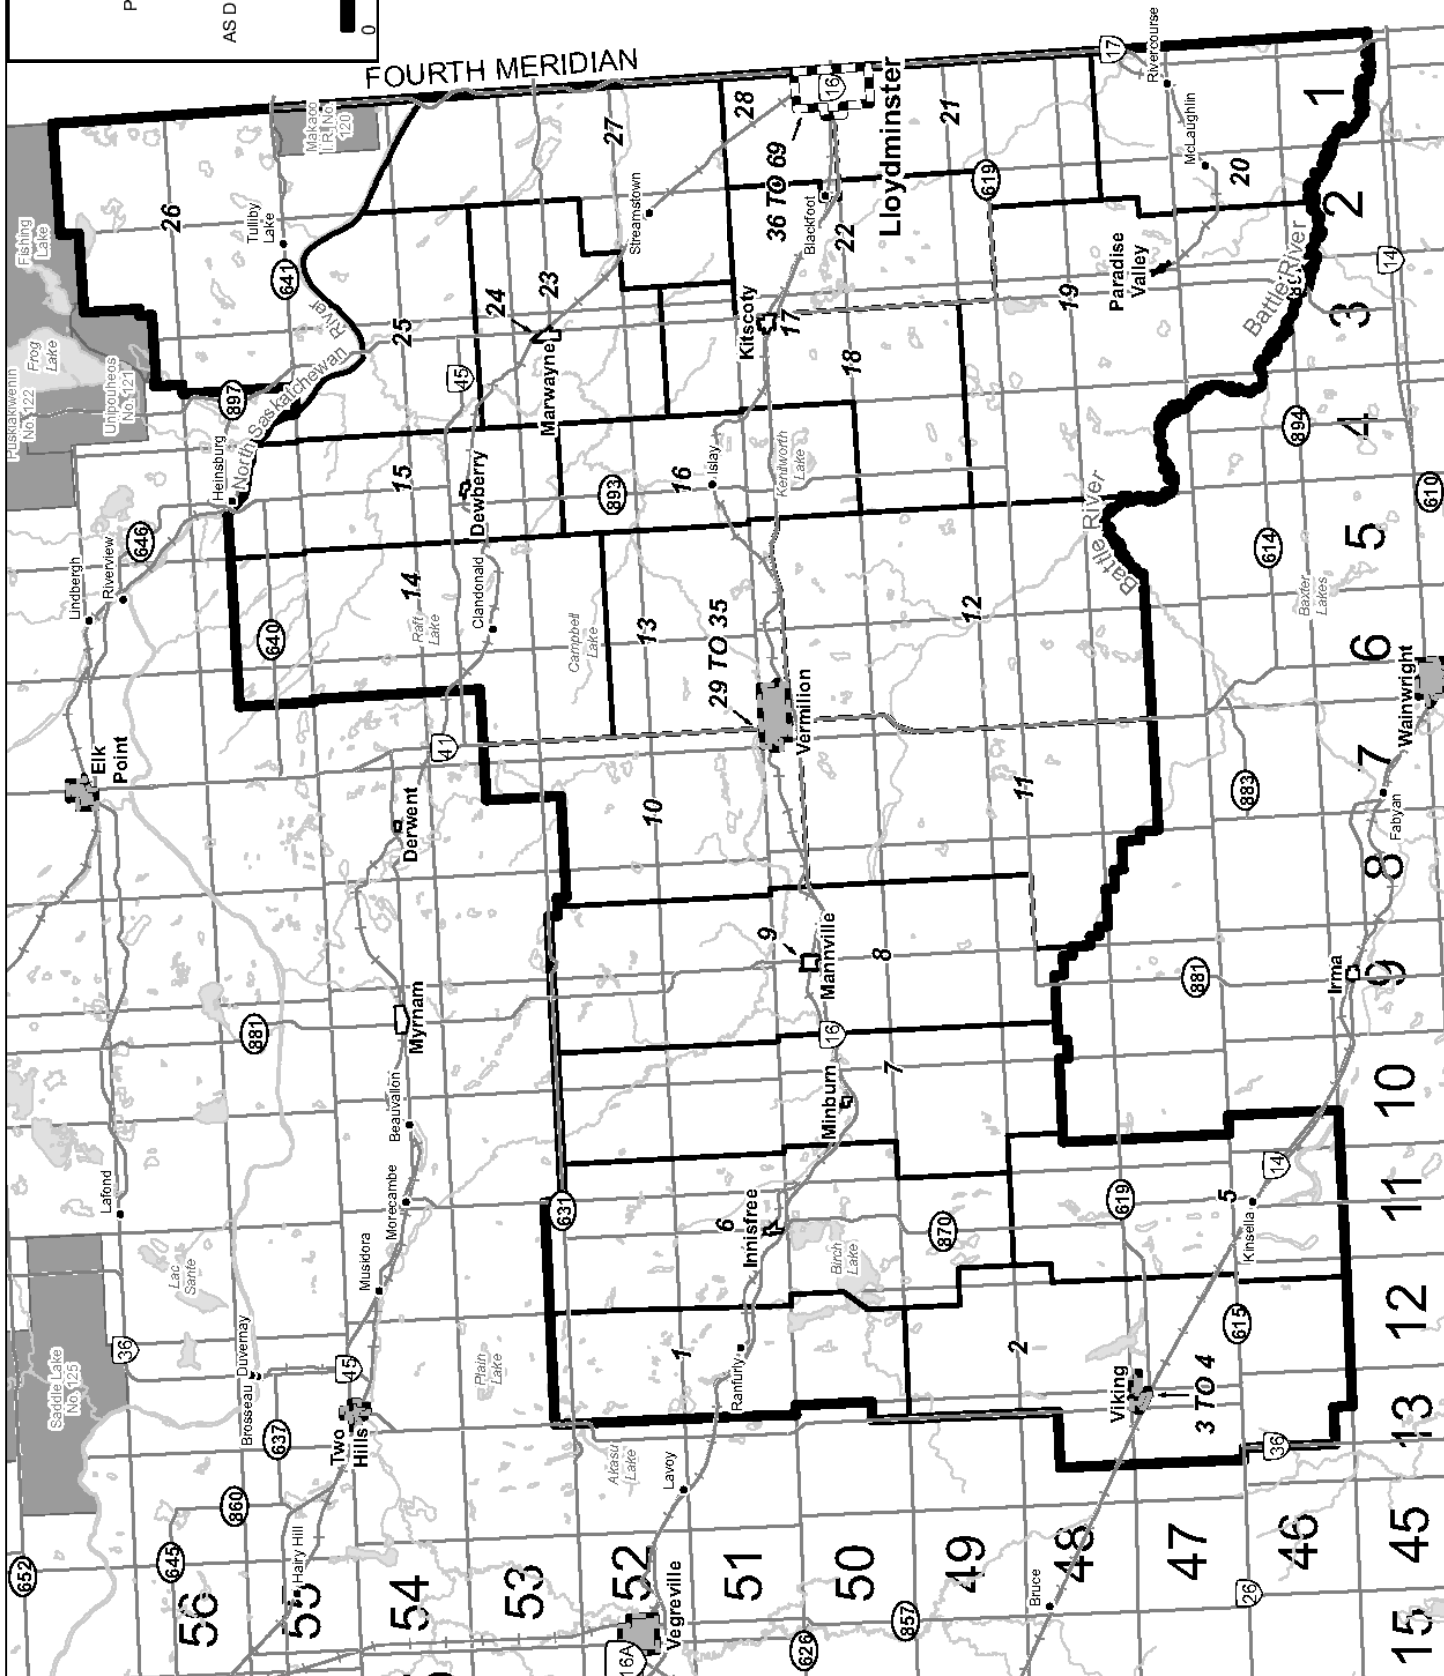 P
AS D
0
FOURTH MERIDIAN
Fishing
Lake
Frog
Lake
Puskiakiwenin
No. 122
Unipouheos
No. 121
Makaoo
I.R. No.
120
26
Tulliby
Lake
641
897
Heinsburg
North Saskatchewan
River
25
24
23
27
28
Streamstown
36 TO 69
16
Lloydminster
Blackfoot
22
21
619
17
Rivercourse
McLaughlin
20
1
2
3
4
5
6
7
8
9
10
11
12
13
15
14
Battle River
Paradise
Valley
19
Kitscoty
17
18
45
Marwayne
15
Dewberry
893
16
Islay
Kenilworth
Lake
894
610
Lindbergh
Riverview
646
640
14
Raft
Lake
Clandonald
Campbell
Lake
13
29 TO 35
Vermilion
12
Battle River
614
Baxter
Lakes
Wainwright
Elk
Point
41
Derwent
10
11
883
Fabyan
881
Myrnam
9
Mannville
8
881
Irma
Beauvallon
16
Minburn
7
Lafond
Morecambe
Musidora
631
6
Innisfree
Birch
Lake
870
619
5
Kinsella
14
Lac
Sante
Saddle Lake
No. 125
36
Duvernay
Brosseau
45
637
Two
Hills
Plain
Lake
1
Ranfurly
2
Viking
3 TO 4
615
36
Akasu
Lake
Lavoy
652
645
860
Hairy Hill
56
55
54
53
52
51
50
49
48
47
46
45
Vegreville
16A
626
857
Bruce
26